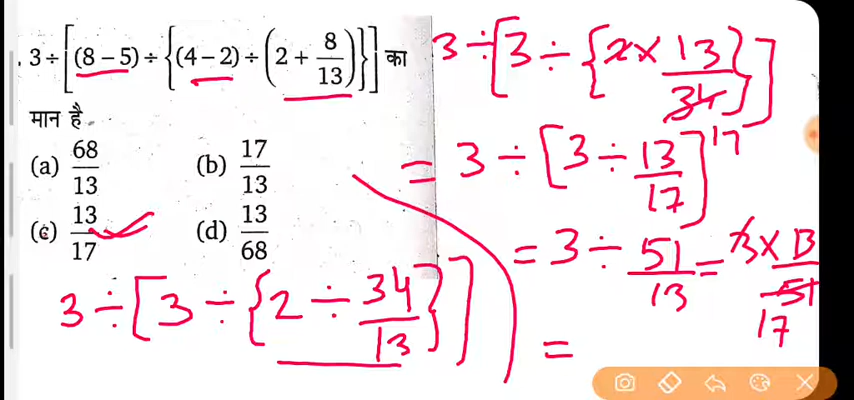 . 3 ÷ [(8 – 5) ÷ {(4 – 2) ÷ (2 + 8/13)}] का
मान है
(a) 68/13 (b) 17/13
(c) 13/17 (d) 13/68
3 ÷ [3 ÷ {2 ÷ 34/13}]
3 ÷ [3 ÷ {2 × 13/34}]
17
= 3 ÷ [3 ÷ 13/17]
= 3 ÷ 51/13 = 3 × 13/51
17
=